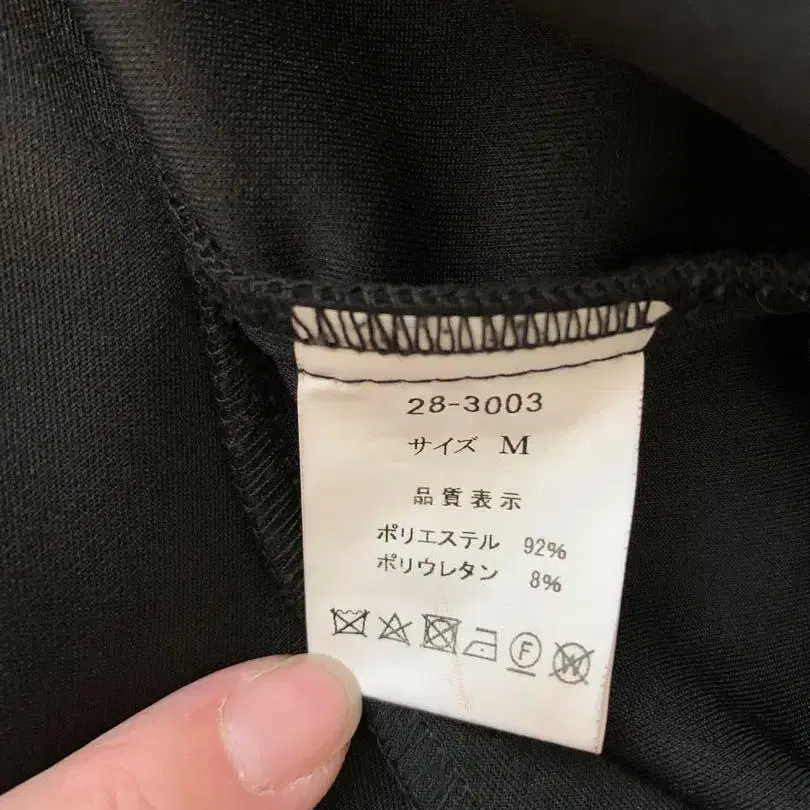 28-3003
サイズ M
品質表示
ポリエステル 92%
ポリウレタン 8%
F W